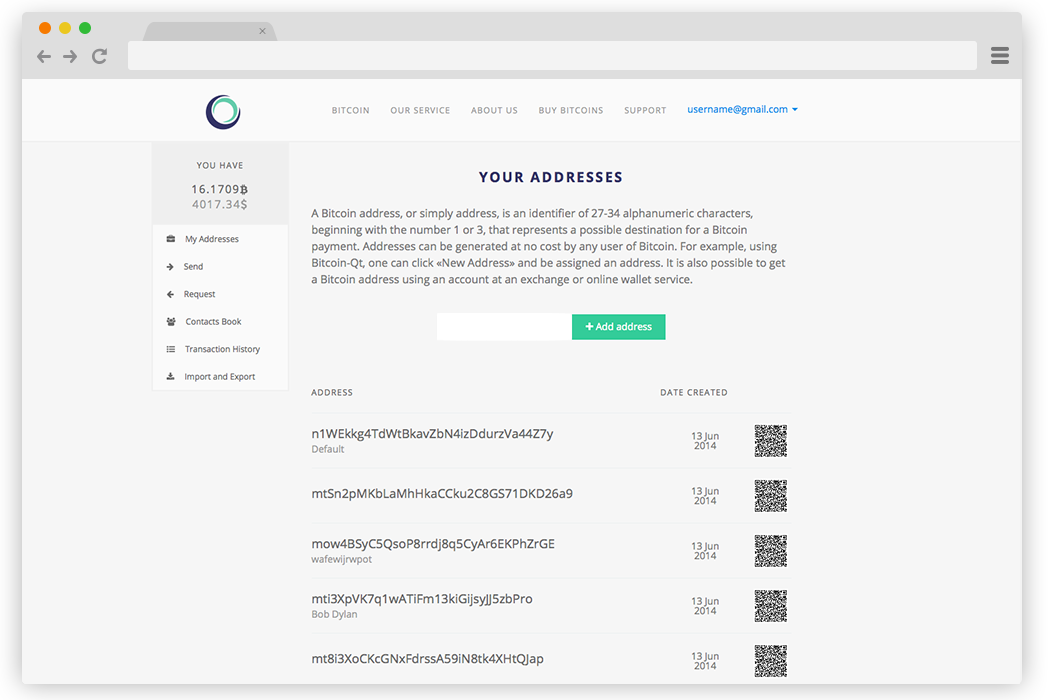 BITCOIN OUR SERVICE ABOUT US BUY BITCOINS SUPPORT username@gmail.com
YOU HAVE
16.1709₿
4017.34$
My Addresses
Send
Request
Contacts Book
Transaction History
Import and Export
YOUR ADDRESSES
A Bitcoin address, or simply address, is an identifier of 27-34 alphanumeric characters,
beginning with the number 1 or 3, that represents a possible destination for a Bitcoin
payment. Addresses can be generated at no cost by any user of Bitcoin. For example, using
Bitcoin-Qt, one can click «New Address» and be assigned an address. It is also possible to get
a Bitcoin address using an account at an exchange or online wallet service.
+ Add address
ADDRESS DATE CREATED
n1WEkkg4TdWtBkavZbN4izDdurzVa44Z7y
Default
13 Jun
2014
mtSn2pMKbLaMhHkaCCku2C8GS71DKD26a9
13 Jun
2014
mow4BSyC5QsoP8rrdj8q5CyAr6EKPhZrGE
wafewijrwpot
13 Jun
2014
mti3XpVK7q1wATiFm13kiGijsyJJ5zbPro
Bob Dylan
13 Jun
2014
mt8i3XoCKcGNxFdrssA59iN8tk4XHtQJap
13 Jun
2014